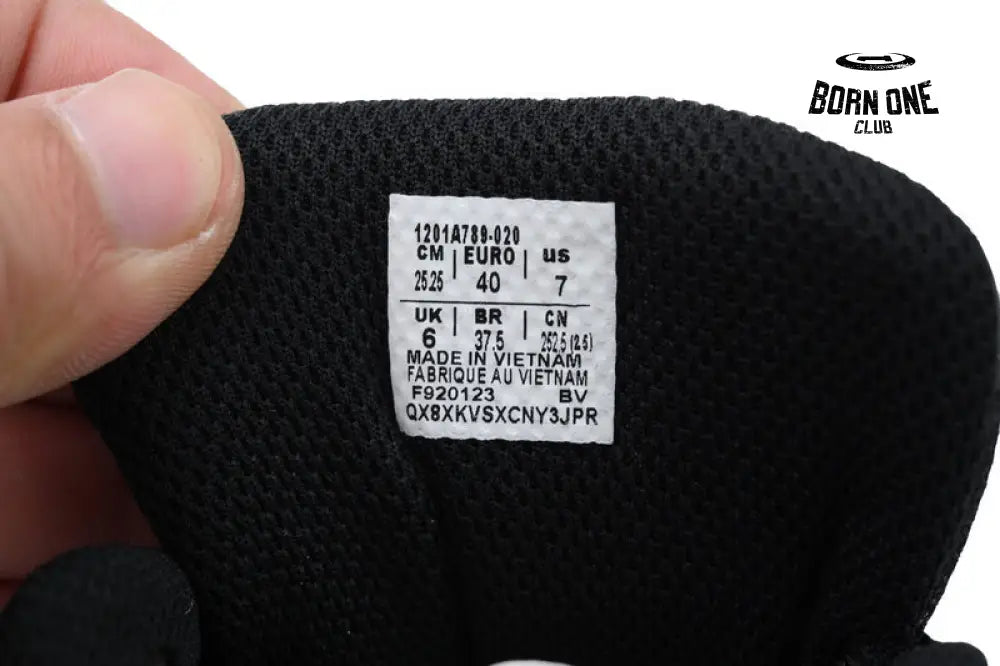 BORN ONE
CLUB
1201A789-020
CM | EURO | us
25.25 40 7
UK | BR | CN
6 37.5 252.5 (2.5)
MADE IN VIETNAM
FABRIQUE AU VIETNAM
F920123 BV
QX8XKVSXCNY3JPR